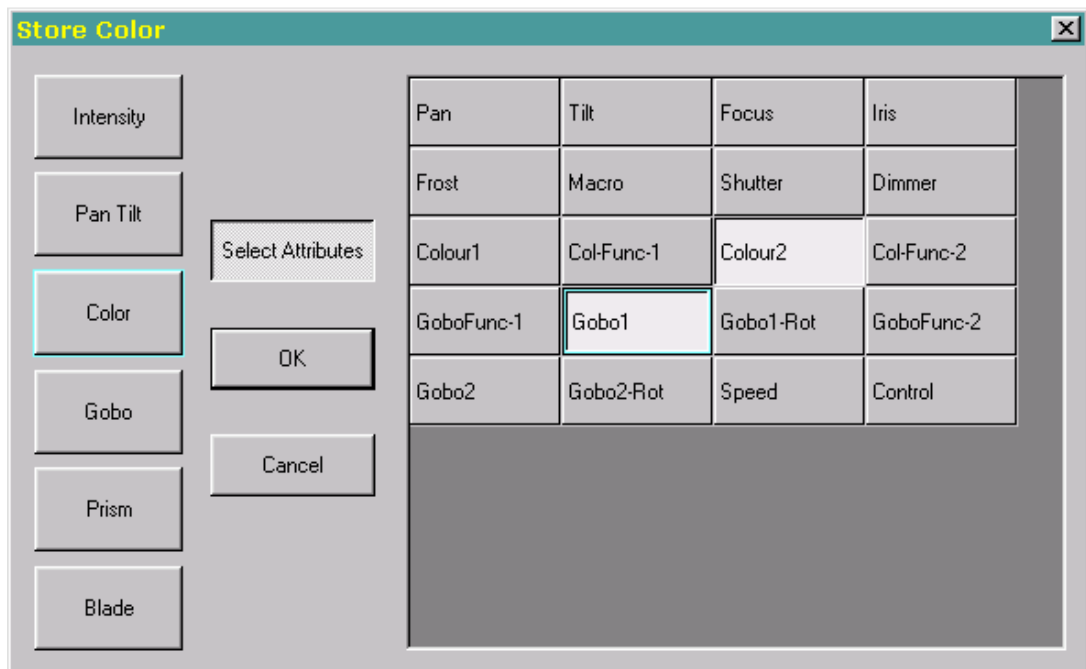 Store Color
Intensity
Pan Tilt
Color
Gobo
Prism
Blade
Select Attributes
OK
Cancel
Pan Tilt Focus Iris
Frost Macro Shutter Dimmer
Colour1 Col-Func-1 Colour2 Col-Func-2
GoboFunc-1 Gobo1 Gobo1-Rot GoboFunc-2
Gobo2 Gobo2-Rot Speed Control